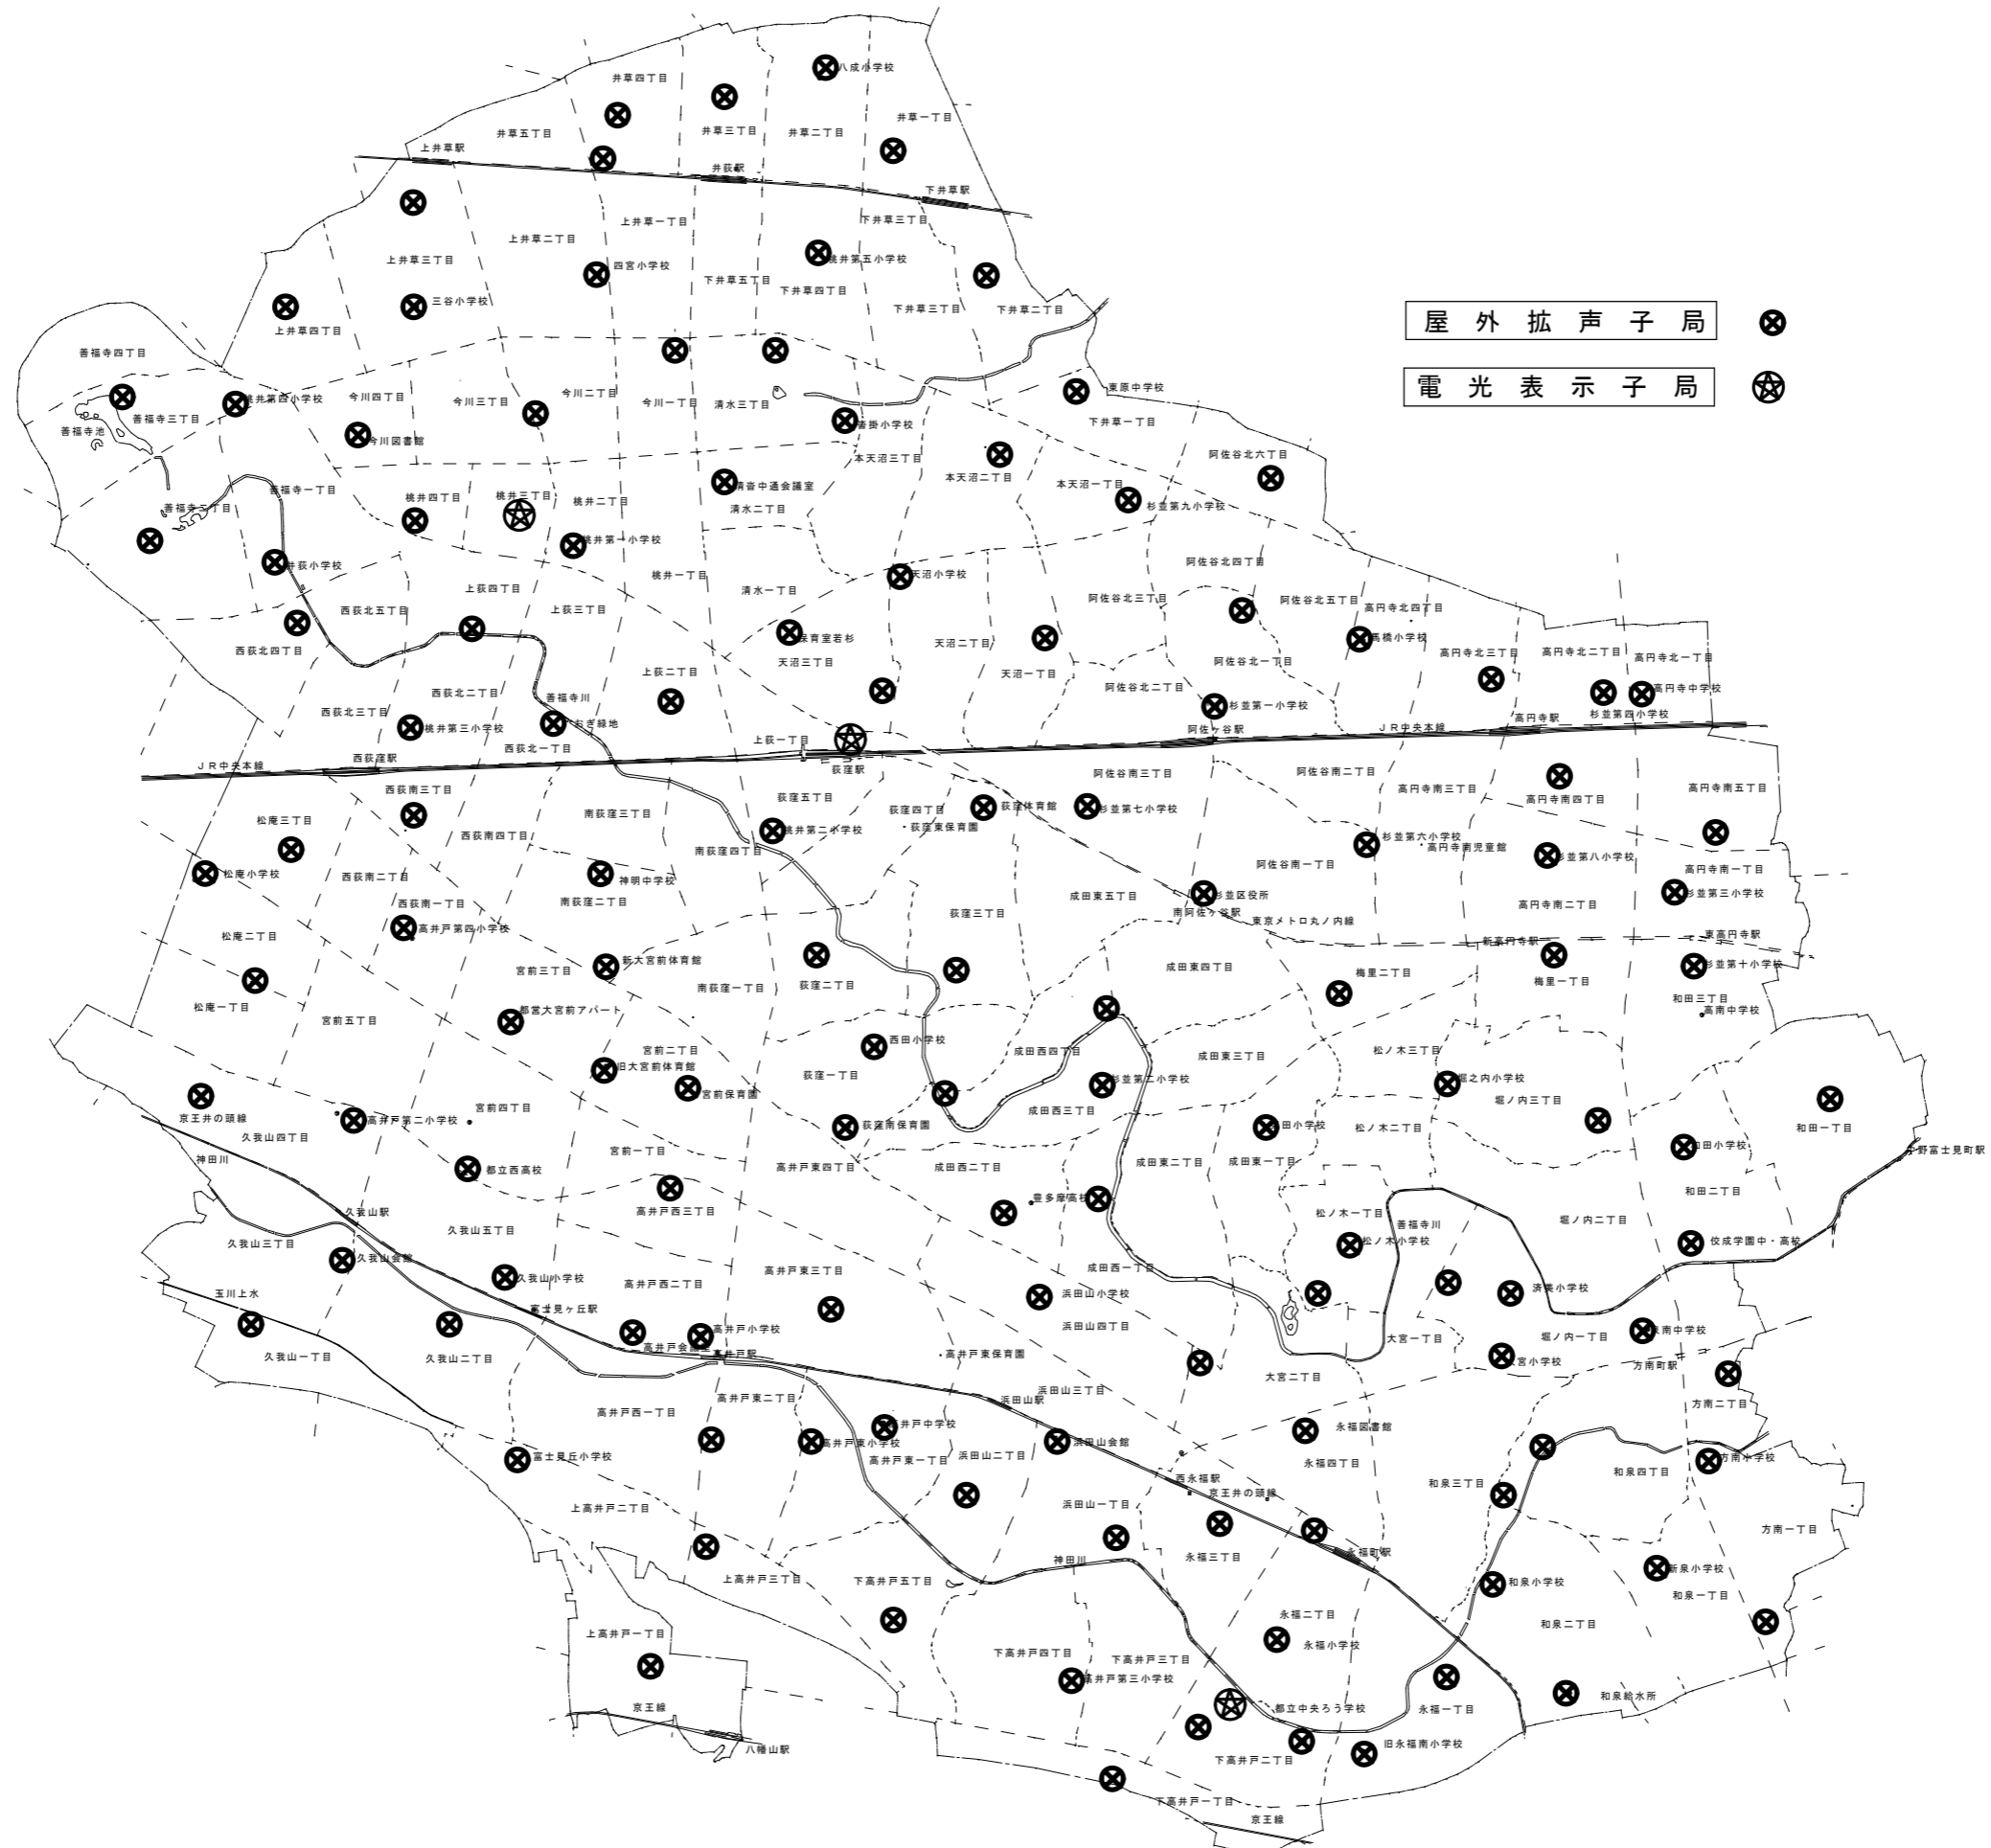 八成小学校
井草四丁目
井草三丁目
井草二丁目
井草一丁目
井草五丁目
上井草駅
井荻駅
下井草駅
上井草一丁目
下井草三丁目
上井草二丁目
上井草三丁目
四宮小学校
桃井第五小学校
下井草五丁目
下井草四丁目
下井草三丁目
下井草二丁目
三谷小学校
上井草四丁目
屋外拡声子局
電光表示子局
善福寺四丁目
善福寺三丁目
善福寺池
桃井第四小学校
今川四丁目
今川三丁目
今川二丁目
今川一丁目
清水三丁目
今川図書館
沓掛小学校
東原中学校
下井草一丁目
本天沼三丁目
本天沼二丁目
本天沼一丁目
阿佐谷北六丁目
杉並第九小学校
善福寺一丁目
善福寺二丁目
桃井四丁目
桃井三丁目
桃井二丁目
清沓中通会議室
清水二丁目
桃井第一小学校
井荻小学校
桃井一丁目
清水一丁目
天沼小学校
阿佐谷北四丁目
阿佐谷北三丁目
阿佐谷北五丁目
高円寺北四丁目
馬橋小学校
上荻四丁目
上荻三丁目
西荻北五丁目
西荻北四丁目
保育室若杉
天沼三丁目
天沼二丁目
天沼一丁目
阿佐谷北一丁目
阿佐谷北二丁目
高円寺北三丁目
高円寺北二丁目
高円寺北一丁目
高円寺中学校
杉並第四小学校
杉並第一小学校
阿佐ヶ谷駅
高円寺駅
JR中央本線
上荻二丁目
善福寺川
西荻北二丁目
西荻北三丁目
桃井第三小学校
おぎ緑地
西荻北一丁目
上荻一丁目
荻窪駅
西荻窪駅
JR中央本線
西荻南三丁目
松庵三丁目
西荻南四丁目
南荻窪三丁目
荻窪五丁目
荻窪四丁目
桃井第二小学校
荻窪体育館
荻窪東保育園
杉並第七小学校
阿佐谷南三丁目
阿佐谷南二丁目
高円寺南三丁目
高円寺南四丁目
高円寺南五丁目
杉並第六小学校
高円寺南児童館
杉並第八小学校
高円寺南一丁目
杉並第三小学校
阿佐谷南一丁目
高円寺南二丁目
南荻窪四丁目
松庵小学校
西荻南二丁目
西荻南一丁目
神明中学校
南荻窪二丁目
高井戸第四小学校
荻窪三丁目
成田東五丁目
杉並区役所
南阿佐ヶ谷駅
東京メトロ丸ノ内線
新高円寺駅
東高円寺駅
杉並第十小学校
松庵二丁目
松庵一丁目
宮前三丁目
新大宮前体育館
南荻窪一丁目
荻窪二丁目
成田東四丁目
梅里二丁目
梅里一丁目
和田三丁目
高南中学校
宮前五丁目
都営大宮前アパート
宮前二丁目
旧大宮前体育館
宮前保育園
西田小学校
荻窪一丁目
成田西四丁目
成田東三丁目
杉並第二小学校
成田西三丁目
松ノ木三丁目
堀之内小学校
堀ノ内三丁目
和田一丁目
京王井の頭線
久我山四丁目
高井戸第二小学校
宮前四丁目
荻窪南保育園
松ノ木二丁目
和田小学校
中野富士見町駅
神田川
都立西高校
宮前一丁目
高井戸東四丁目
成田西二丁目
成田東二丁目
成田東一丁目
和田二丁目
久我山駅
久我山三丁目
久我山五丁目
高井戸西三丁目
豊多摩高校
松ノ木一丁目
善福寺川
松ノ木小学校
堀ノ内二丁目
佼成学園中・高校
久我山会館
久我山小学校
高井戸西二丁目
高井戸東三丁目
成田西一丁目
浜田山小学校
浜田山四丁目
済美小学校
玉川上水
富士見ヶ丘駅
高井戸小学校
高井戸駅
高井戸東保育園
大宮一丁目
堀ノ内一丁目
大宮小学校
方南町駅
久我山一丁目
久我山二丁目
浜田山三丁目
大宮二丁目
高井戸西一丁目
高井戸東二丁目
浜田山駅
方南二丁目
富士見丘小学校
高井戸東小学校
高井戸中学校
高井戸東一丁目
浜田山二丁目
浜田山会館
永福図書館
永福四丁目
西永福駅
京王井の頭線
和泉三丁目
和泉四丁目
方南小学校
上高井戸二丁目
浜田山一丁目
永福三丁目
永福町駅
方南一丁目
上高井戸三丁目
下高井戸五丁目
神田川
和泉小学校
新泉小学校
和泉一丁目
和泉二丁目
上高井戸一丁目
永福二丁目
永福小学校
下高井戸四丁目
下高井戸三丁目
高井戸第三小学校
都立中央ろう学校
永福一丁目
和泉給水所
京王線
八幡山駅
下高井戸二丁目
旧永福南小学校
下高井戸一丁目
京王線